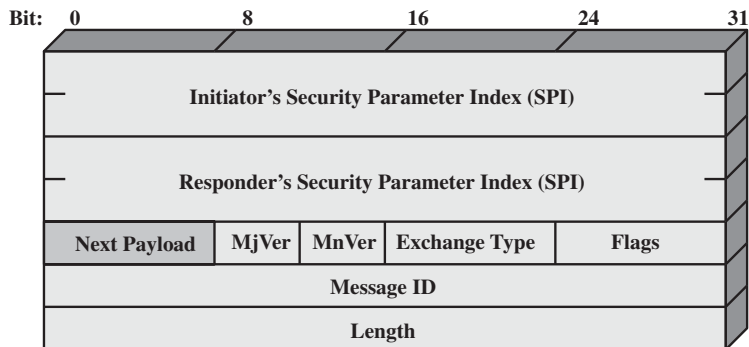 Bit: 0 8 16 24 31
Initiator's Security Parameter Index (SPI)
Responder's Security Parameter Index (SPI)
Next Payload MjVer MnVer Exchange Type Flags
Message ID
Length